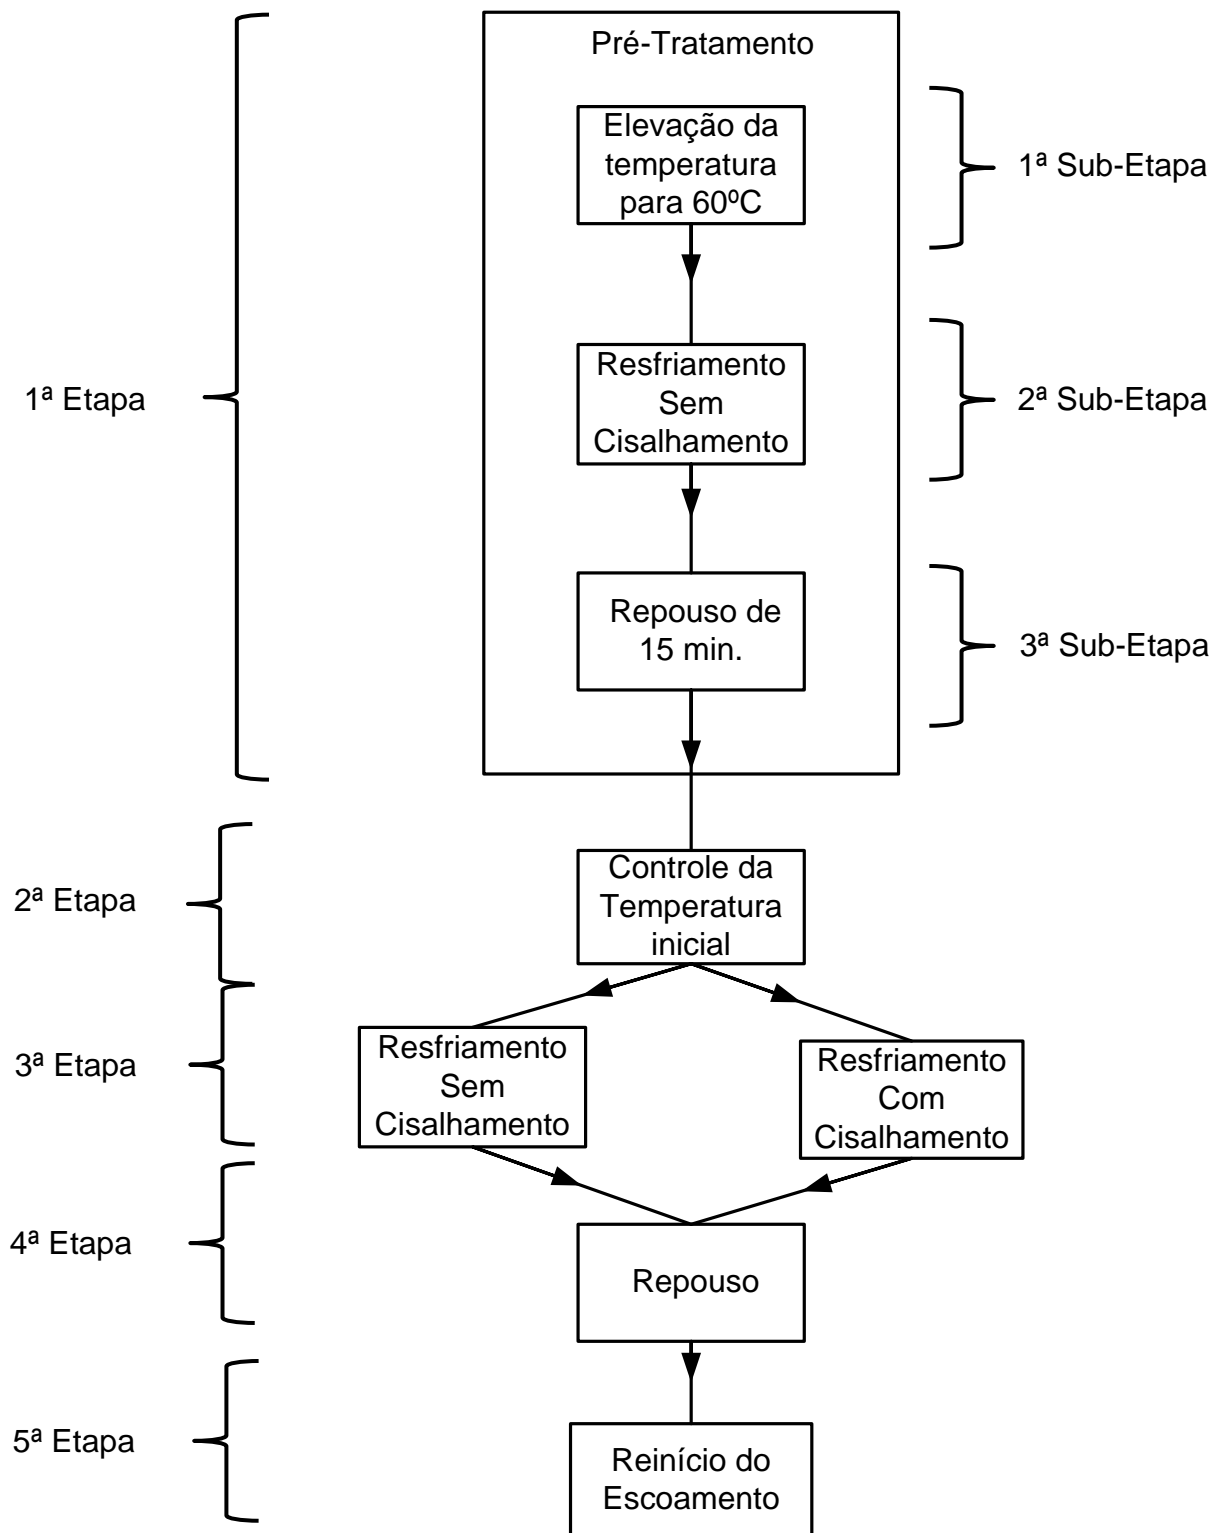 Pré-Tratamento
Elevação da
temperatura
para 60ºC
1ª Sub-Etapa
Resfriamento
Sem
Cisalhamento
1ª Etapa
2ª Sub-Etapa
Repouso de
15 min.
3ª Sub-Etapa
Controle da
Temperatura
inicial
2ª Etapa
Resfriamento
Sem
Cisalhamento
3ª Etapa
Resfriamento
Com
Cisalhamento
4ª Etapa
Repouso
5ª Etapa
Reinício do
Escoamento